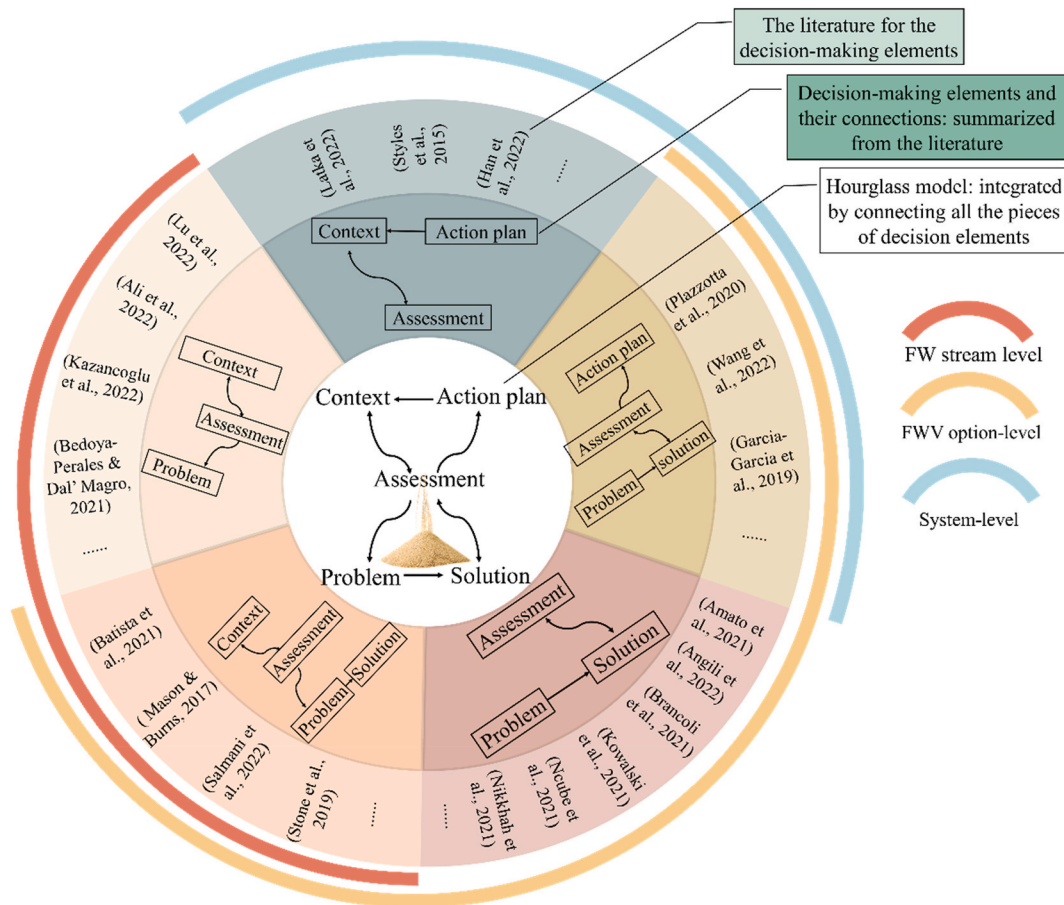 The literature for the
decision-making elements
Decision-making elements and
their connections: summarized
from the literature
Hourglass model: integrated
by connecting all the pieces
of decision elements
(Lanka et
al., 2022)
(Styles
et al.,
2015)
(Han et
al., 2022)
......
Context
Action plan
Assessment
(Plazzotta
et al., 2020)
(Wang et
al., 2022)
(Garcia-
Garcia et
al., 2019)
......
Action plan
Assessment
solution
Problem
(Amato et
al., 2021)
(Angili et
al., 2022)
(Brancoli et
al., 2021)
(Kowalski
et al.,
2021)
(Ncube et
al., 2021)
(Nikkhah et
al., 2021)
......
Assessment
Solution
Problem
(Batista et
al., 2021)
( Mason &
Burns, 2017)
(Salmani et
al., 2022)
(Stone et al.,
2019)
......
Context
Assessment
Solution
Problem
(Lu et al.,
2022)
(Ali et al.,
2022)
(Kazancoglu
et al., 2022)
(Bedoya-
Perales &
Dal’ Magro,
2021)
......
Context
Assessment
Problem
Context
Action plan
Assessment
Problem
Solution
FW stream level
FWV option-level
System-level